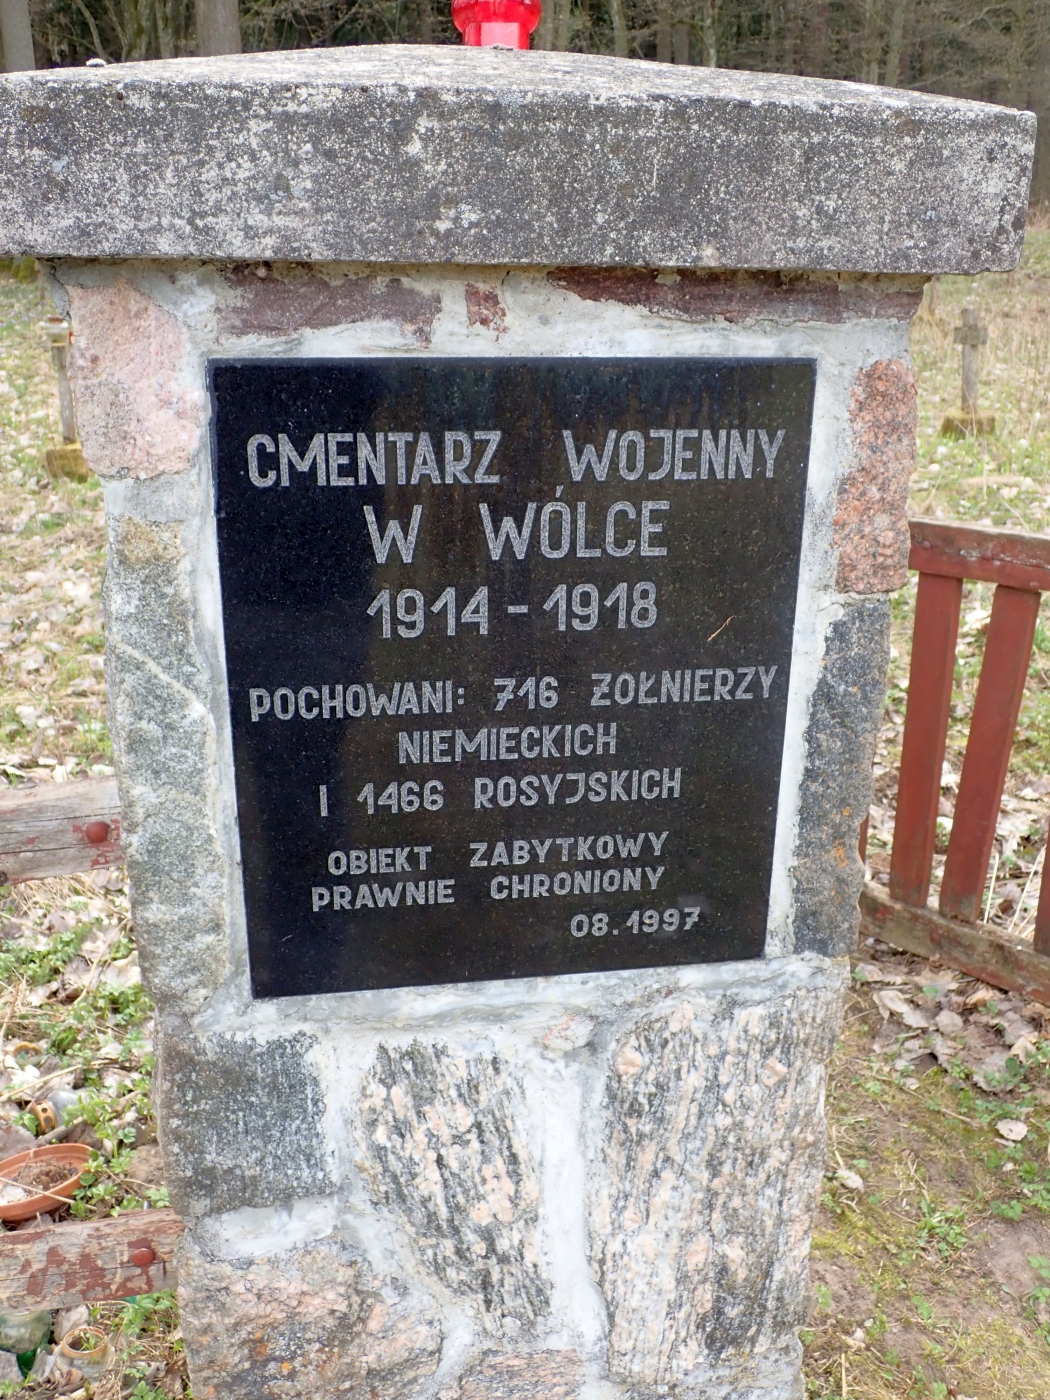 CMENTARZ WOJENNY
W WÓLCE
1914-1918
POCHOWANI: 716 ŻOŁNIERZY
NIEMIECKICH
I 1466 ROSYJSKICH
OBIEKT ZABYTKOWY
PRAWNIE CHRONIONY
08.1997